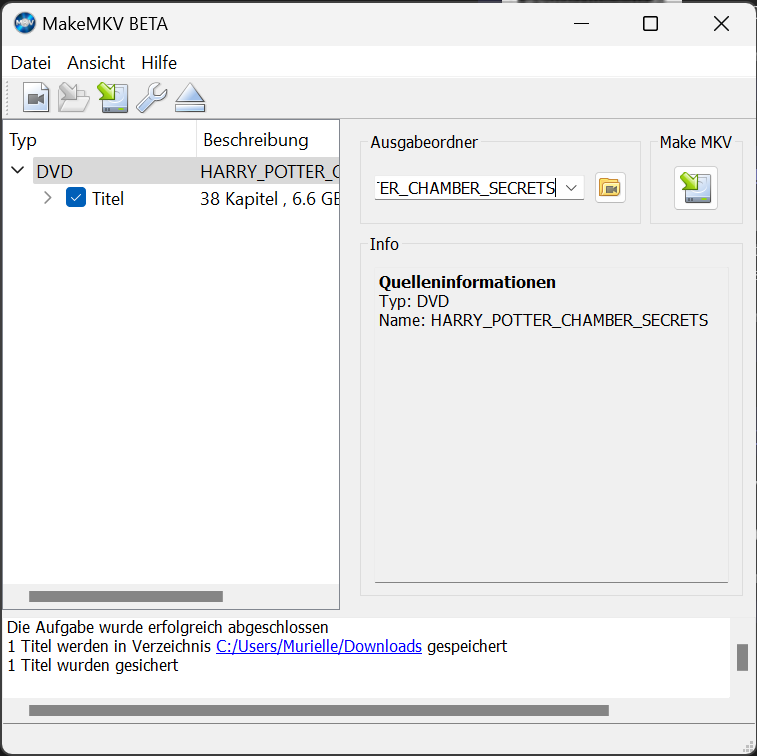 MakeMKV BETA
Datei Ansicht Hilfe
Typ Beschreibung
DVD HARRY_POTTER_C
Titel 38 Kapitel , 6.6 GE
Ausgabeordner
TER_CHAMBER_SECRETS
Make MKV
Info
Quelleninformationen
Typ: DVD
Name: HARRY_POTTER_CHAMBER_SECRETS
Die Aufgabe wurde erfolgreich abgeschlossen
1 Titel werden in Verzeichnis C:/Users/Murielle/Downloads gespeichert
1 Titel wurden gesichert